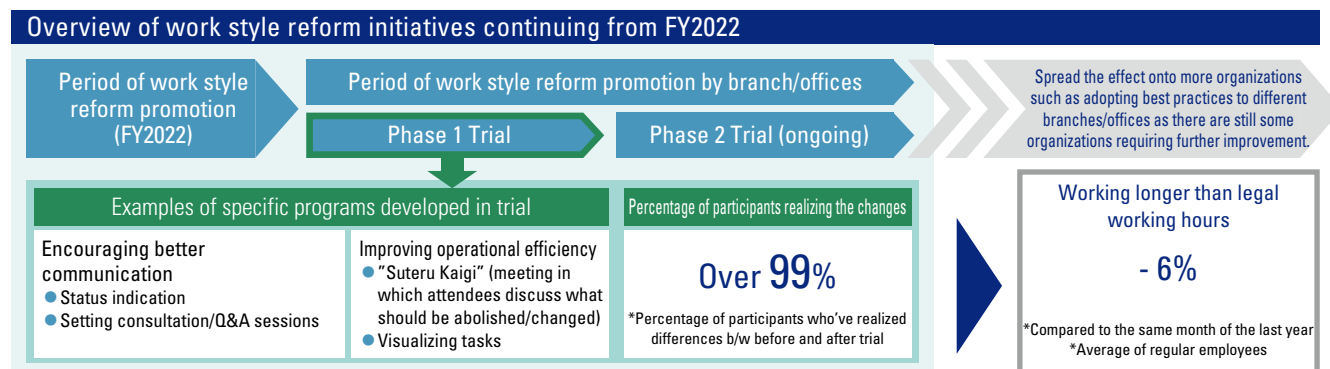 Overview of work style reform initiatives continuing from FY2022
Period of work style
reform promotion
(FY2022)
Period of work style reform promotion by branch/offices
Phase 1 Trial
Phase 2 Trial (ongoing)
Spread the effect onto more organizations
such as adopting best practices to different
branches/offices as there are still some
organizations requiring further improvement.
Examples of specific programs developed in trial
Encouraging better
communication
● Status indication
● Setting consultation/Q&A sessions
Improving operational efficiency
● "Suteru Kaigi" (meeting in
which attendees discuss what
should be abolished/changed)
● Visualizing tasks
Percentage of participants realizing the changes
Over 99%
*Percentage of participants who've realized
differences b/w before and after trial
Working longer than legal
working hours
- 6%
*Compared to the same month of the last year
*Average of regular employees